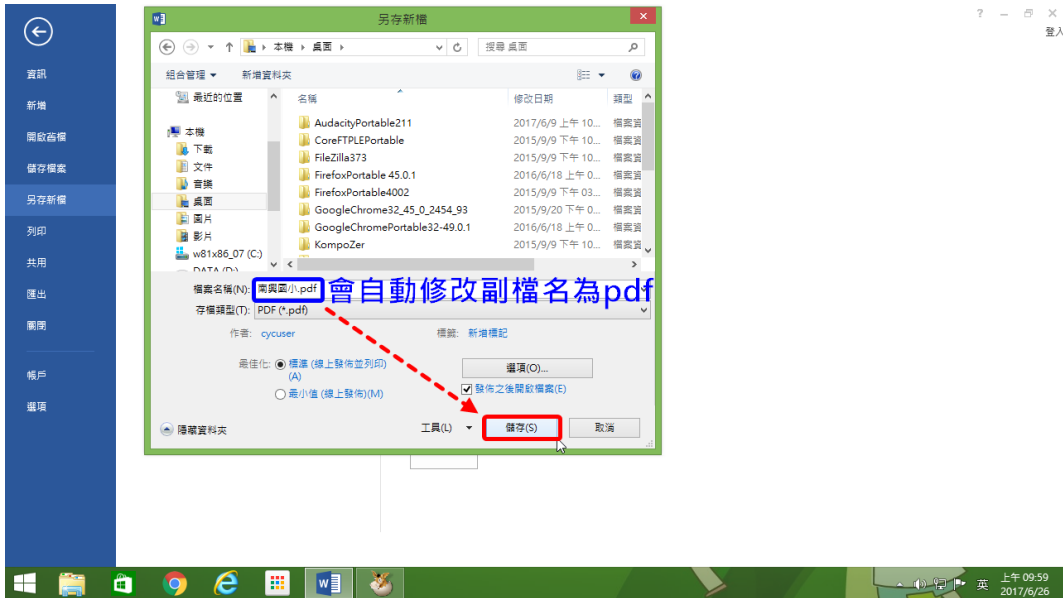 另存新檔
登入
本機 桌面
搜尋 桌面
組合管理 新增資料夾
資訊
新增
開啟舊檔
儲存檔案
另存新檔
列印
共用
匯出
關閉
帳戶
選項
最近的位置
本機
下載
文件
音樂
桌面
圖片
影片
w81x86_07 (C:)
DATA (D:)
名稱 修改日期 類型
AudacityPortable211 2017/6/9 上午 10... 檔案資
CoreFTPLEPortable 2015/9/9 下午 10... 檔案資
FileZilla373 2015/9/9 下午 10... 檔案資
FirefoxPortable 45.0.1 2016/6/18 上午 0... 檔案資
FirefoxPortable4002 2015/9/9 下午 03... 檔案資
GoogleChrome32_45_0_2454_93 2015/9/20 下午 0... 檔案資
GoogleChromePortable32-49.0.1 2016/6/18 上午 0... 檔案資
KompoZer 2015/9/9 下午 10... 檔案資
檔案名稱(N): 南興國小.pdf 會自動修改副檔名為pdf
存檔類型(T): PDF (*.pdf)
作者: cycuser 標籤: 新增標記
最佳化: 標準 (線上發佈並列印)
(A)
最小值 (線上發佈)(M)
選項(O)...
發佈之後開啟檔案(E)
隱藏資料夾 工具(L) 儲存(S) 取消
英 上午 09:59
2017/6/26